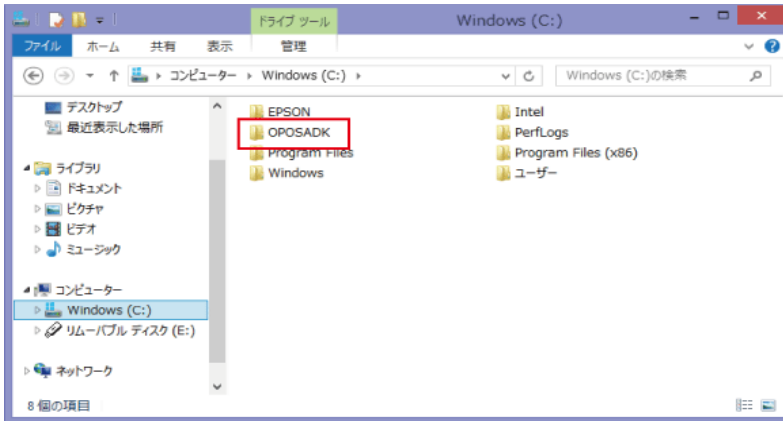 ドライブ ツール
Windows (C:)
ファイル ホーム 共有 表示 管理
コンピューター Windows (C:)
Windows (C:)の検索
デスクトップ
最近表示した場所
ライブラリ
ドキュメント
ピクチャ
ビデオ
ミュージック
コンピューター
Windows (C:)
リムーバブル ディスク (E:)
ネットワーク
EPSON
OPOSADK
Program Files
Windows
Intel
PerfLogs
Program Files (x86)
ユーザー
8 個の項目